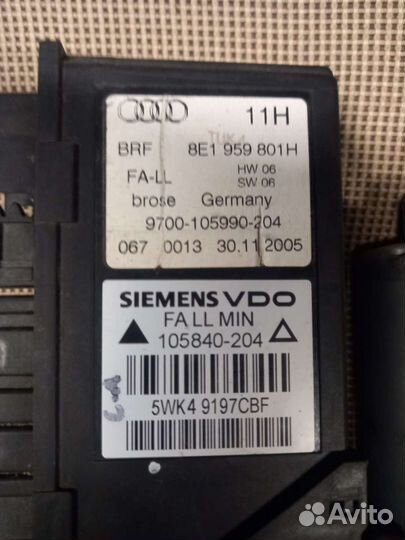 11H
BRF 8E1 959 801H
FA-LL HW 06
SW 06
brose Germany
9700-105990-204
067 0013 30.11.2005
SIEMENS VDO
FA LL MIN
105840-204
5WK4 9197CBF
Avito